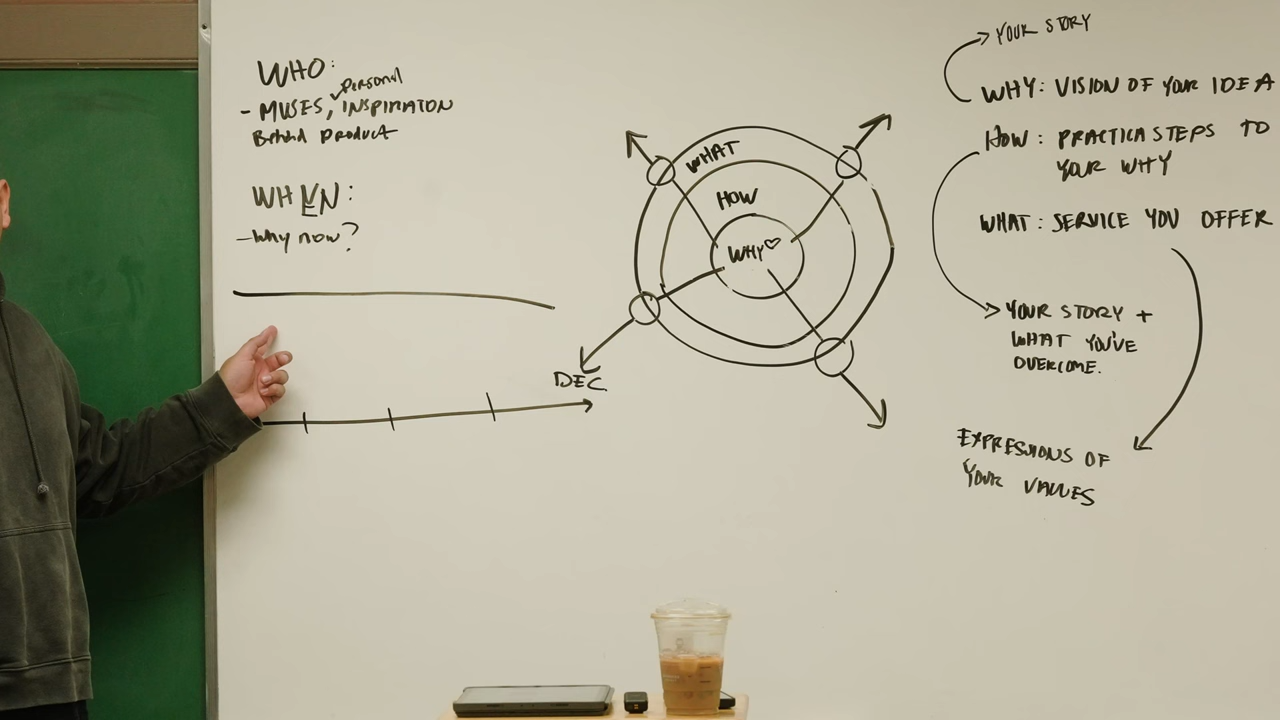 WHO:
personal
- MUSES, INSPIRATION
Behind product
WHEN:
- Why now?
DEC
WHAT
HOW
WHY♡
YOUR STORY
WHY: VISION OF YOUR IDEA
HOW: PRACTICA STEPS TO
YOUR WHY
WHAT: SERVICE YOU OFFER
YOUR STORY +
WHAT YOU'VE
OVERCOME.
EXPRESSIONS OF
YOUR VALUES